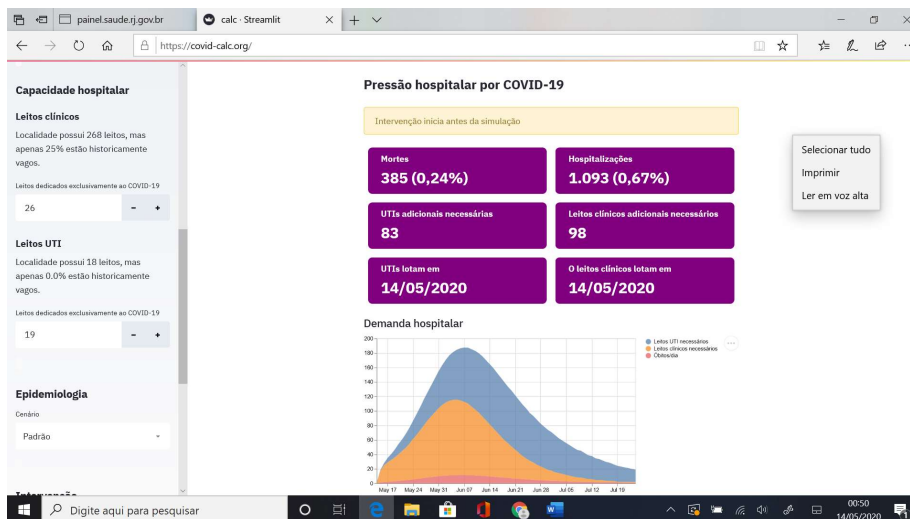 painel.saude.rj.gov.br
calc · Streamlit
https://covid-calc.org/
Capacidade hospitalar
Leitos clínicos
Localidade possui 268 leitos, mas
apenas 25% estão historicamente
vagos.
Leitos dedicados exclusivamente ao COVID-19
26
- +
Leitos UTI
Localidade possui 18 leitos, mas
apenas 0.0% estão historicamente
vagos.
Leitos dedicados exclusivamente ao COVID-19
19
- +
Epidemiologia
Cenário
Padrão
Intervenção
Pressão hospitalar por COVID-19
Intervenção inicia antes da simulação
Mortes
385 (0,24%)
Hospitalizações
1.093 (0,67%)
UTIs adicionais necessárias
83
Leitos clínicos adicionais necessários
98
UTIs lotam em
14/05/2020
O leitos clínicos lotam em
14/05/2020
Demanda hospitalar
200
180
160
140
120
100
80
60
40
20
0
May 17 May 24 May 31 Jun 07 Jun 14 Jun 21 Jun 28 Jul 05 Jul 12 Jul 19
Leitos UTI necessários
Leitos clínicos necessários
Óbitos/dia
Selecionar tudo
Imprimir
Ler em voz alta
Digite aqui para pesquisar
00:50
14/05/2020